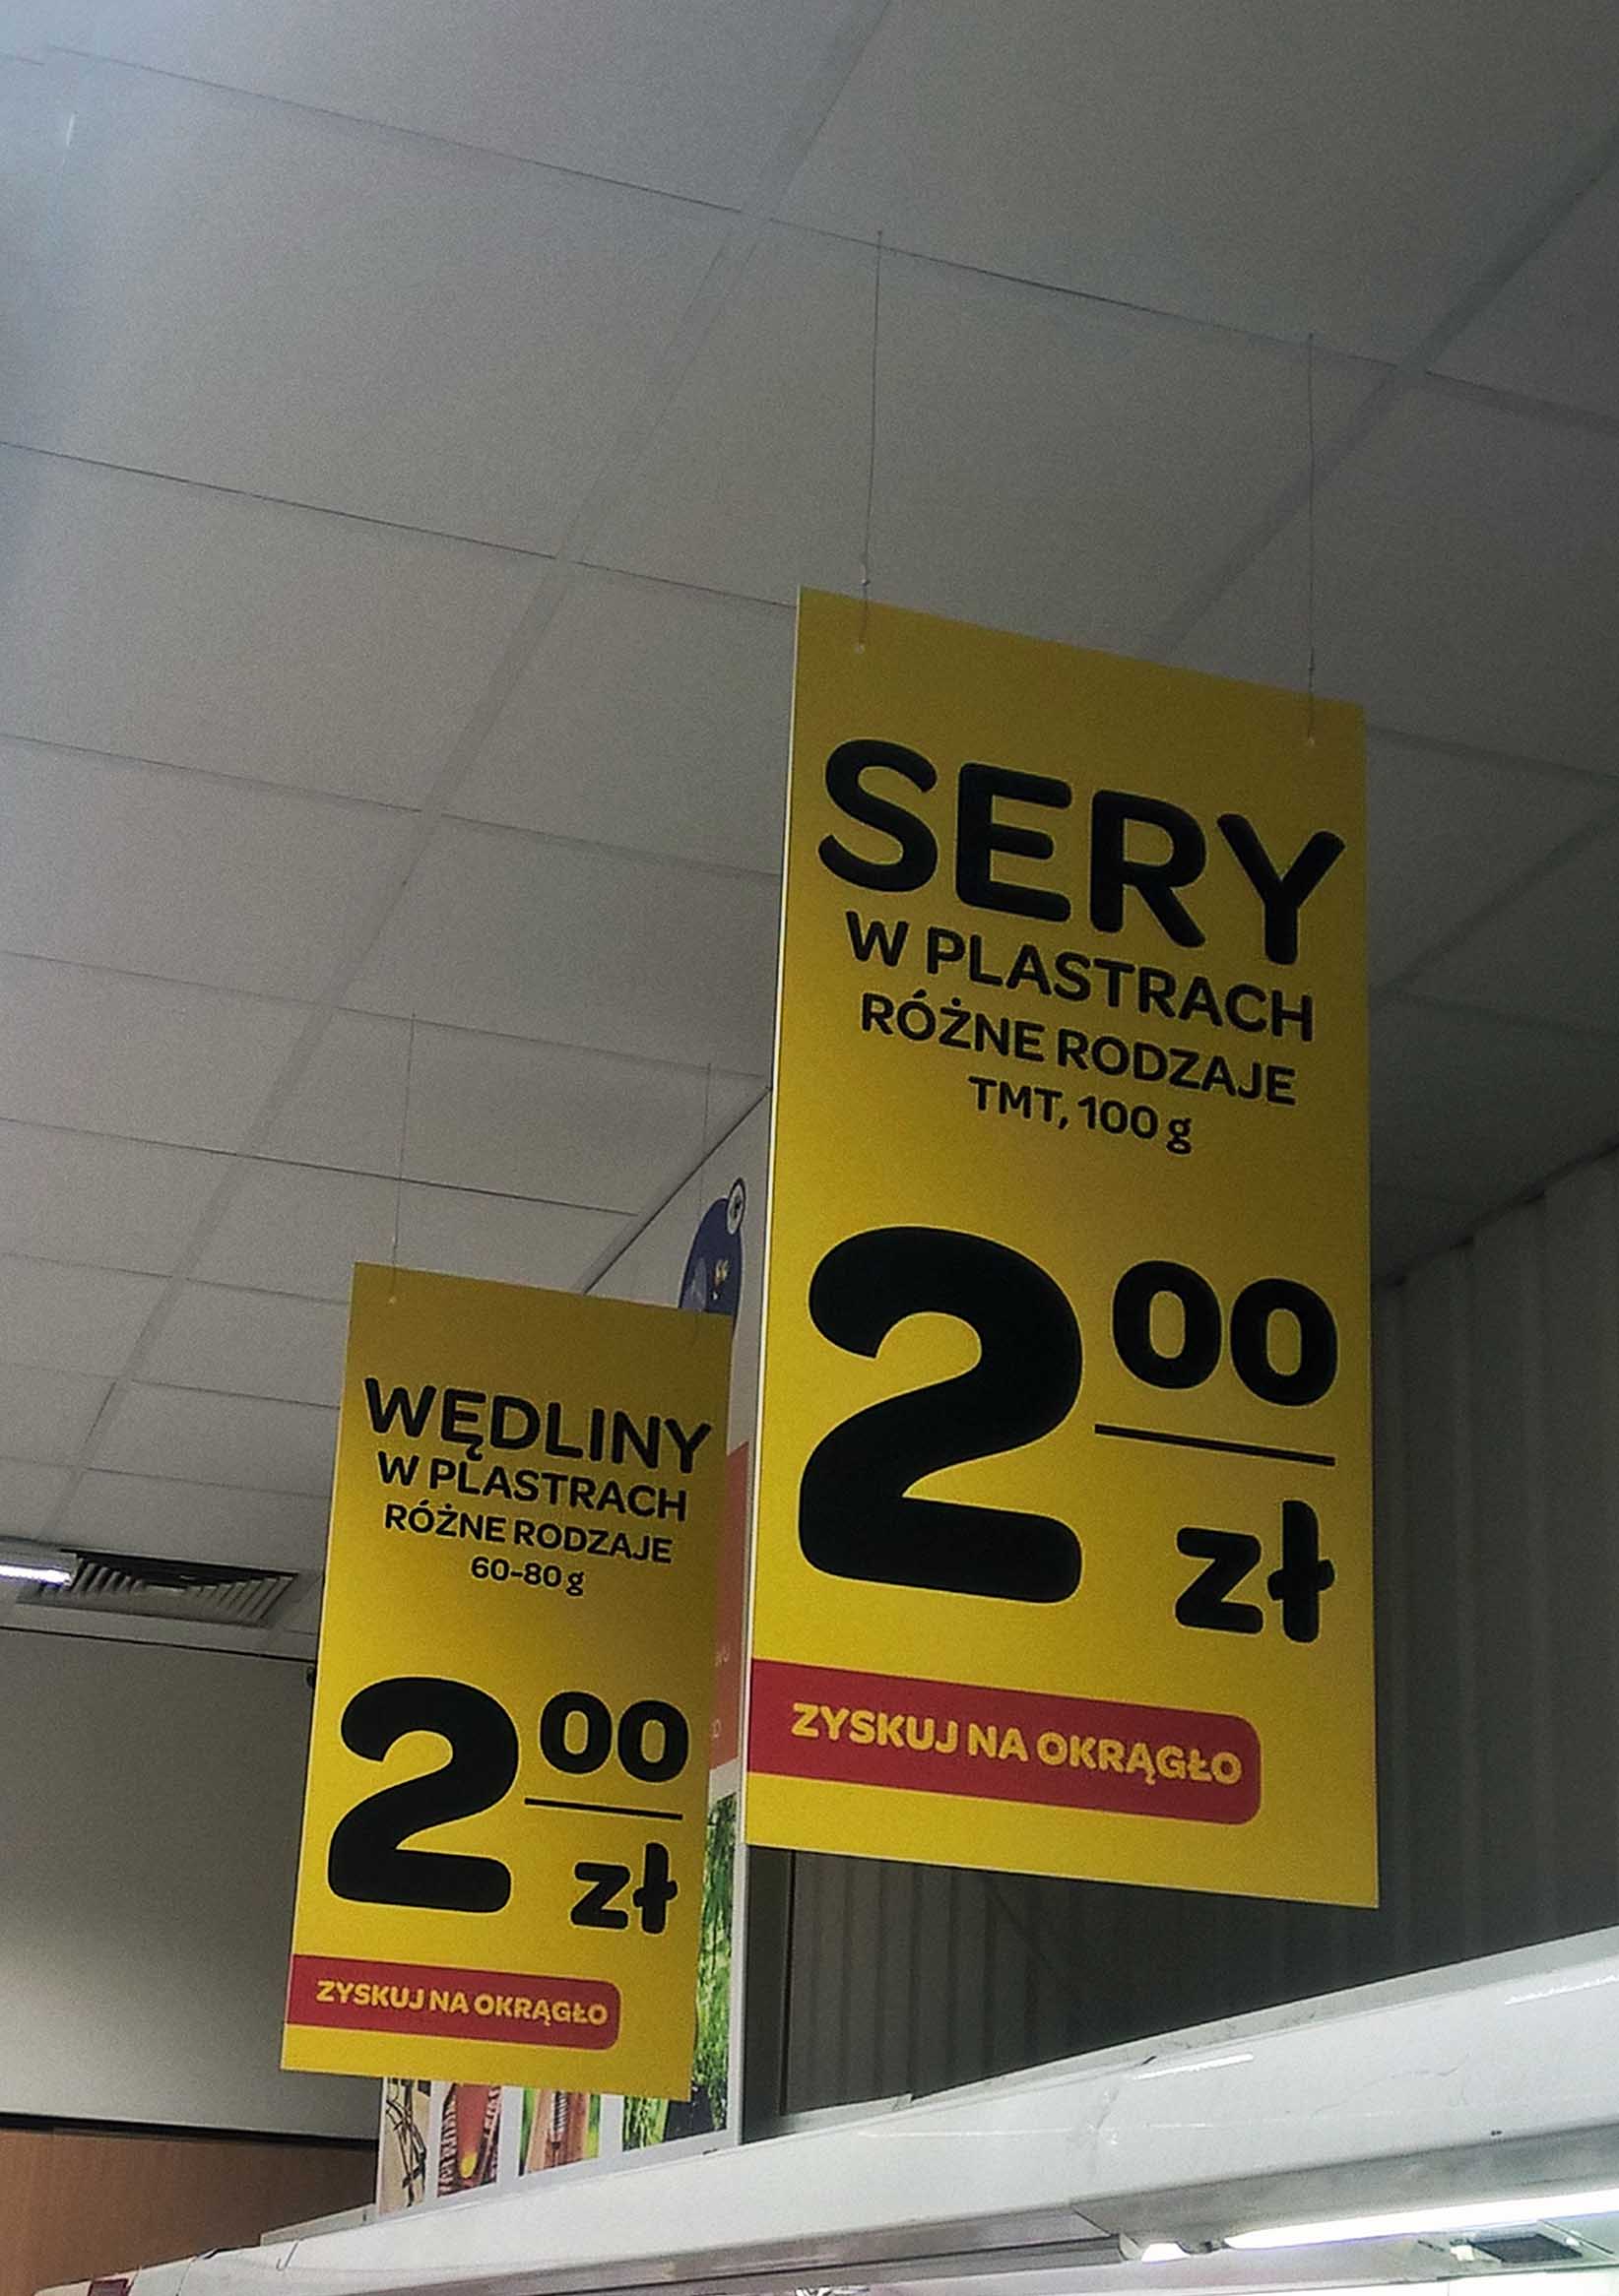 SERY
W PLASTRACH
RÓŻNE RODZAJE
TMT, 100 g
2 00
zł
ZYSKUJ NA OKRĄGŁO
WĘDLINY
W PLASTRACH
RÓŻNE RODZAJE
60-80 g
2 00
zł
ZYSKUJ NA OKRĄGŁO